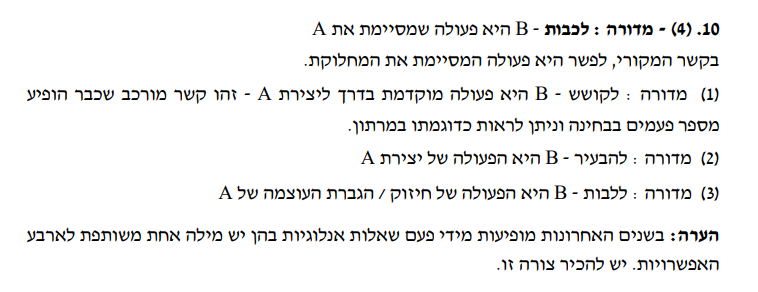 10. (4) - מדורה : לכבות - B היא פעולה שמסיימת את A
בקשר המקורי, לפשר היא פעולה המסיימת את המחלוקת.
(1) מדורה : לקושש - B היא פעולה מוקדמת בדרך ליצירת A - זהו קשר מורכב שכבר הופיע
מספר פעמים בבחינה וניתן לראות כדוגמתו במרתון.
(2) מדורה : להבעיר - B היא הפעולה של יצירת A
(3) מדורה : ללבות - B היא הפעולה של חיזוק / הגברת העוצמה של A
הערה: בשנים האחרונות מופיעות מידי פעם שאלות אנלוגיות בהן יש מילה אחת משותפת לארבע
האפשרויות. יש להכיר צורה זו.